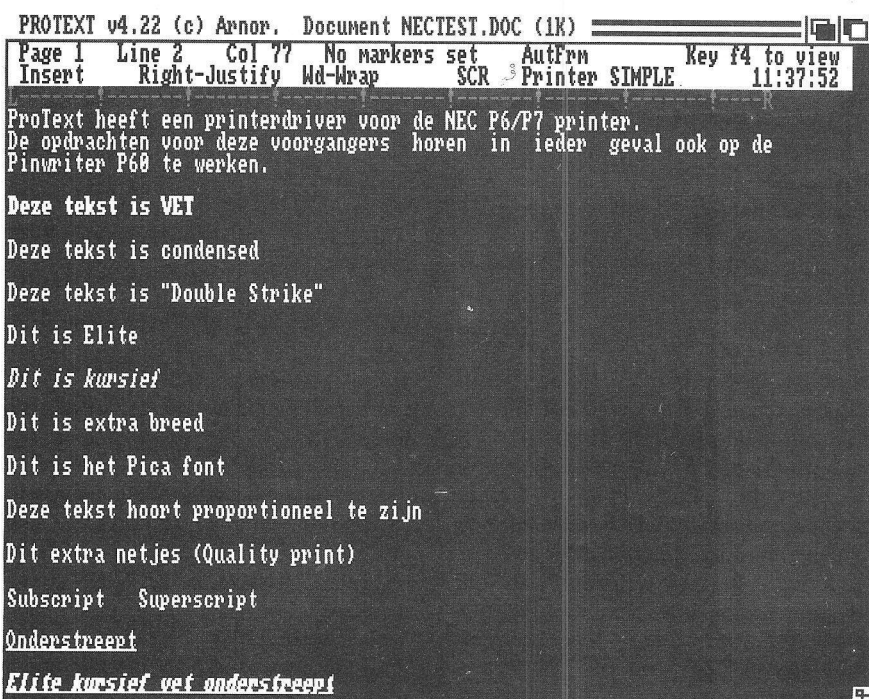 PROTEXT v4.22 (c) Arnor. Document NECTEST.DOC (1K)
Page 1 Line 2 Col 77 No markers set AutFrm Key f4 to view
Insert Right-Justify Wd-Wrap SCR Printer SIMPLE 11:37:52
ProText heeft een printerdriver voor de NEC P6/P7 printer.
De opdrachten voor deze voorgangers horen in ieder geval ook op de
Pinwriter P60 te werken.
Deze tekst is VET
Deze tekst is condensed
Deze tekst is "Double Strike"
Dit is Elite
Dit is kursief
Dit is extra breed
Dit is het Pica font
Deze tekst hoort proportioneel te zijn
Dit extra netjes (Quality print)
Subscript Superscript
Onderstreept
Elite kursief vet onderstreept